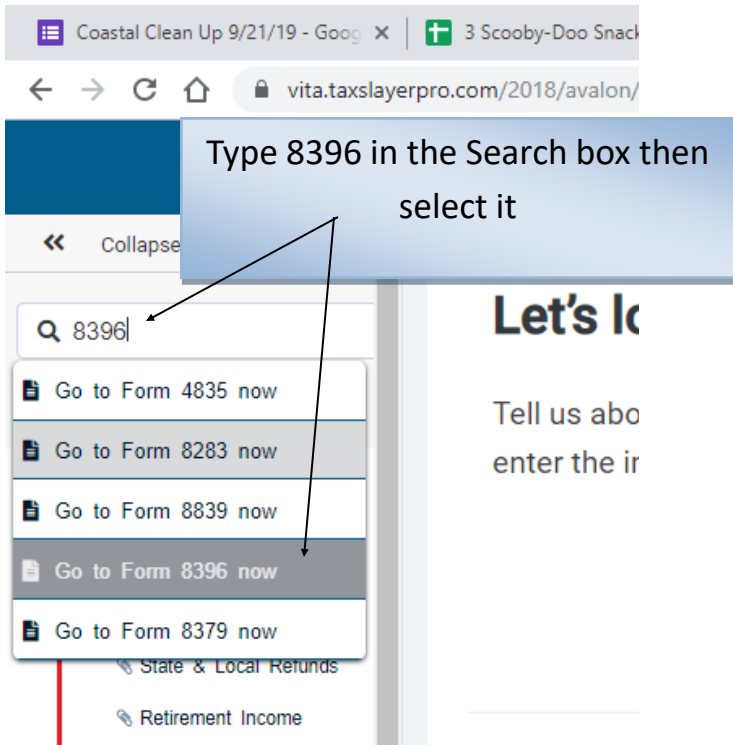 Coastal Clean Up 9/21/19 - Goog
3 Scooby-Doo Snack
vita.taxslayerpro.com/2018/avalon/
Type 8396 in the Search box then
select it
Collapse
8396
Let's lo
Go to Form 4835 now
Tell us abo
Go to Form 8283 now
enter the in
Go to Form 8839 now
Go to Form 8396 now
Go to Form 8379 now
State & Local Refunds
Retirement Income